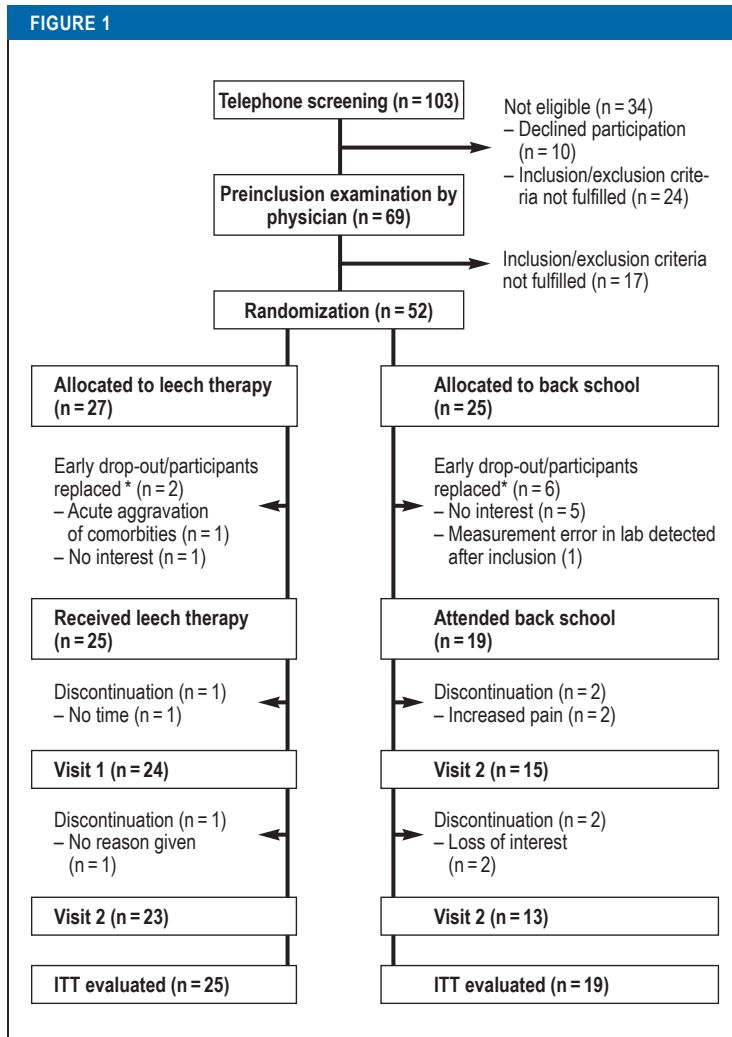 FIGURE 1
Telephone screening (n = 103)
Not eligible (n = 34)
– Declined participation
(n = 10)
– Inclusion/exclusion crite-
ria not fulfilled (n = 24)
Preinclusion examination by
physician (n = 69)
Inclusion/exclusion criteria
not fulfilled (n = 17)
Randomization (n = 52)
Allocated to leech therapy
(n = 27)
Allocated to back school
(n = 25)
Early drop-out/participants
replaced * (n = 2)
– Acute aggravation
of comorbities (n = 1)
– No interest (n = 1)
Early drop-out/participants
replaced* (n = 6)
– No interest (n = 5)
– Measurement error in lab detected
after inclusion (1)
Received leech therapy
(n = 25)
Attended back school
(n = 19)
Discontinuation (n = 1)
– No time (n = 1)
Discontinuation (n = 2)
– Increased pain (n = 2)
Visit 1 (n = 24)
Visit 2 (n = 15)
Discontinuation (n = 1)
– No reason given
(n = 1)
Discontinuation (n = 2)
– Loss of interest
(n = 2)
Visit 2 (n = 23)
Visit 2 (n = 13)
ITT evaluated (n = 25)
ITT evaluated (n = 19)